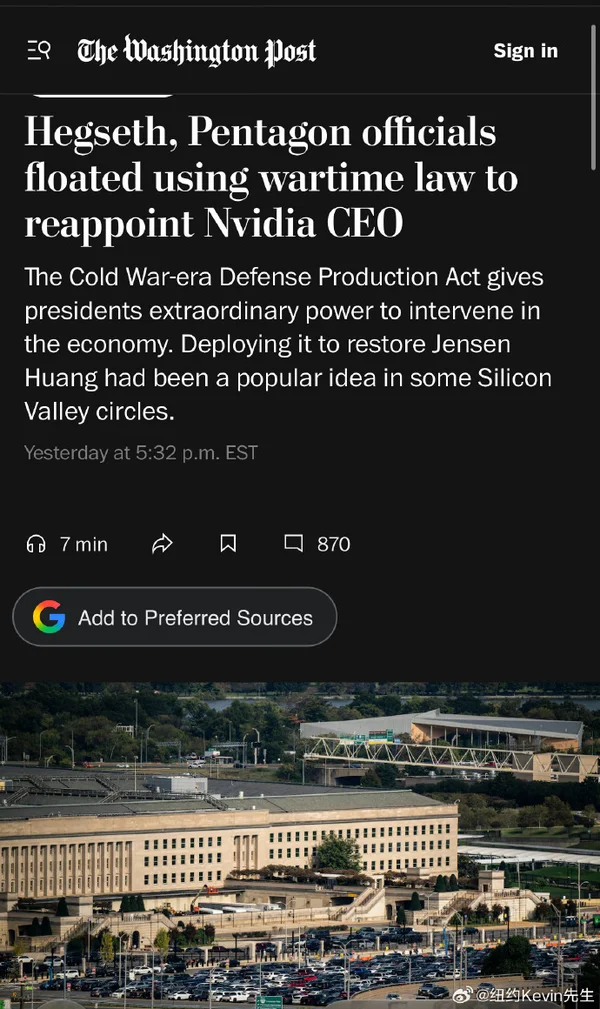 The Washington Post
Sign in
Hegseth, Pentagon officials
floated using wartime law to
reappoint Nvidia CEO
The Cold War-era Defense Production Act gives
presidents extraordinary power to intervene in
the economy. Deploying it to restore Jensen
Huang had been a popular idea in some Silicon
Valley circles.
Yesterday at 5:32 p.m. EST
7 min
870
Add to Preferred Sources
@纽约Kevin先生